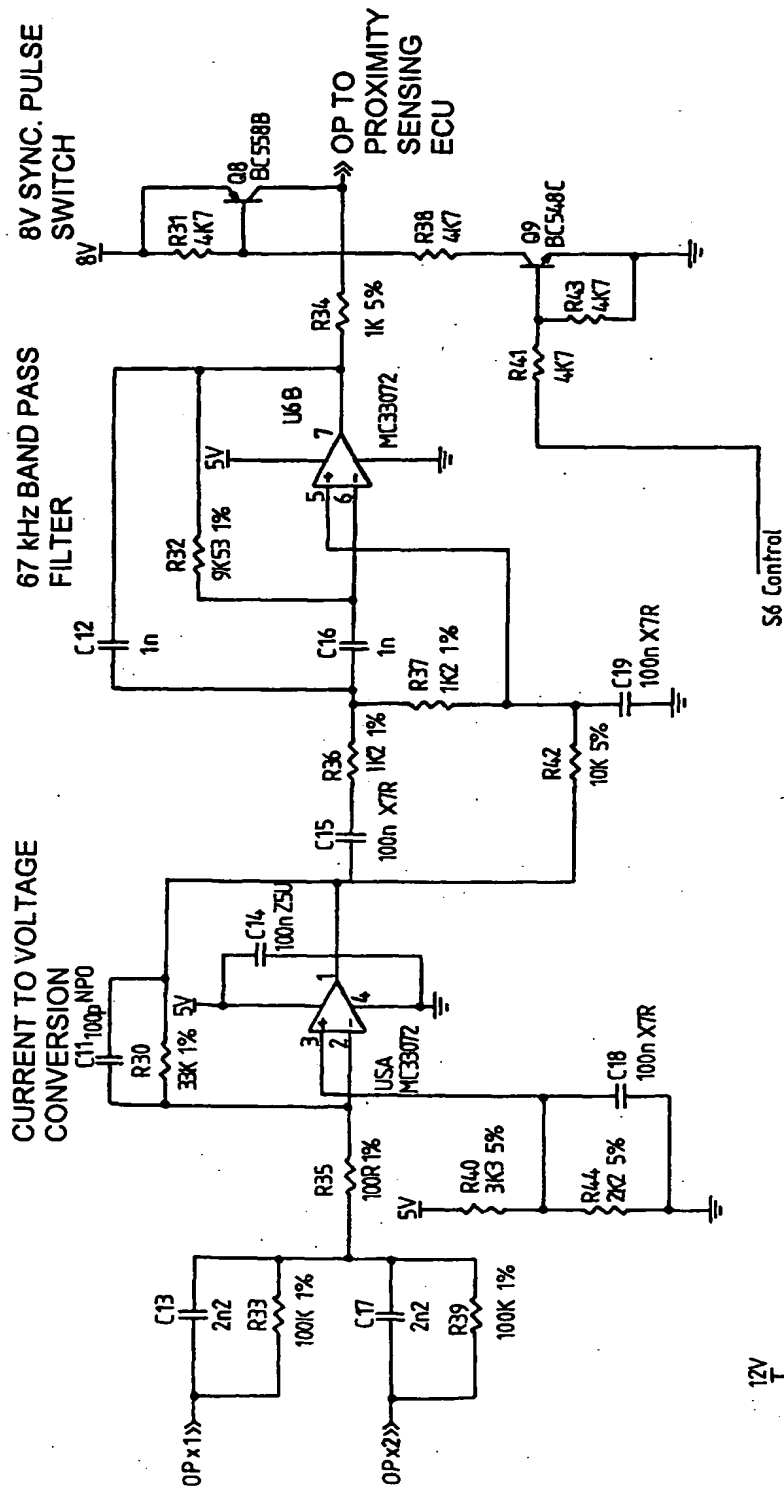 CURRENT TO VOLTAGE
CONVERSION
67 kHz BAND PASS
FILTER
8V SYNC. PULSE
SWITCH
C11
100p NPO
R30
33K 1%
5V
C14
100n Z5U
3
2
1
4
USA
MC33072
OPx1
C13
2n2
R33
100K 1%
OPx2
C17
2n2
R39
100K 1%
R35
100R 1%
5V
R40
3K3 5%
R44
2K2 5%
C18
100n X7R
C12
1n
R32
9K53 1%
C16
1n
C15
100n X7R
R36
1K2 1%
R37
1K2 1%
R42
10K 5%
C19
100n X7R
5V
U6B
5
6
7
MC33072
R34
1K 5%
8V
R31
4K7
Q8
BC558B
OP TO
PROXIMITY
SENSING
ECU
R38
4K7
Q9
BC548C
R41
4K7
R43
4K7
S6 Control
12V